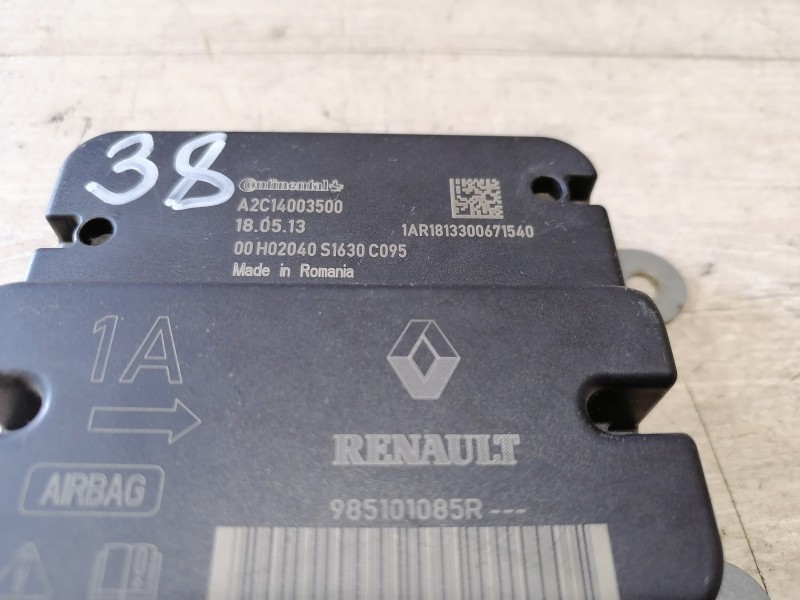 38
Continental
A2C14003500
18.05.13
1AR1813300671540
00 H02040 S1630 C095
Made in Romania
1A
RENAULT
AIRBAG
985101085R ---